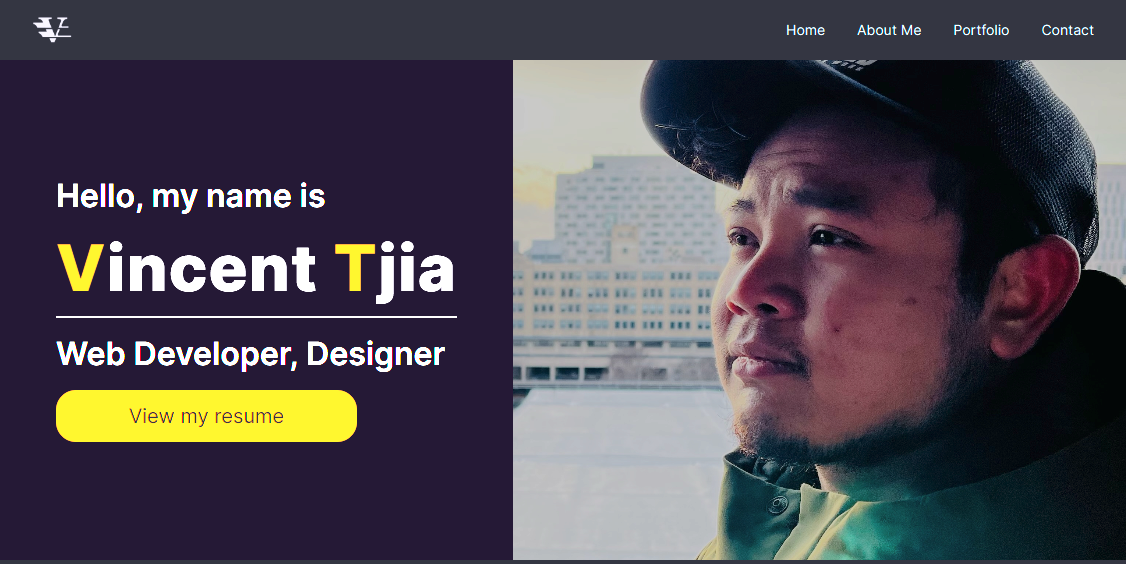 Home About Me Portfolio Contact
Hello, my name is
Vincent Tjia
Web Developer, Designer
View my resume